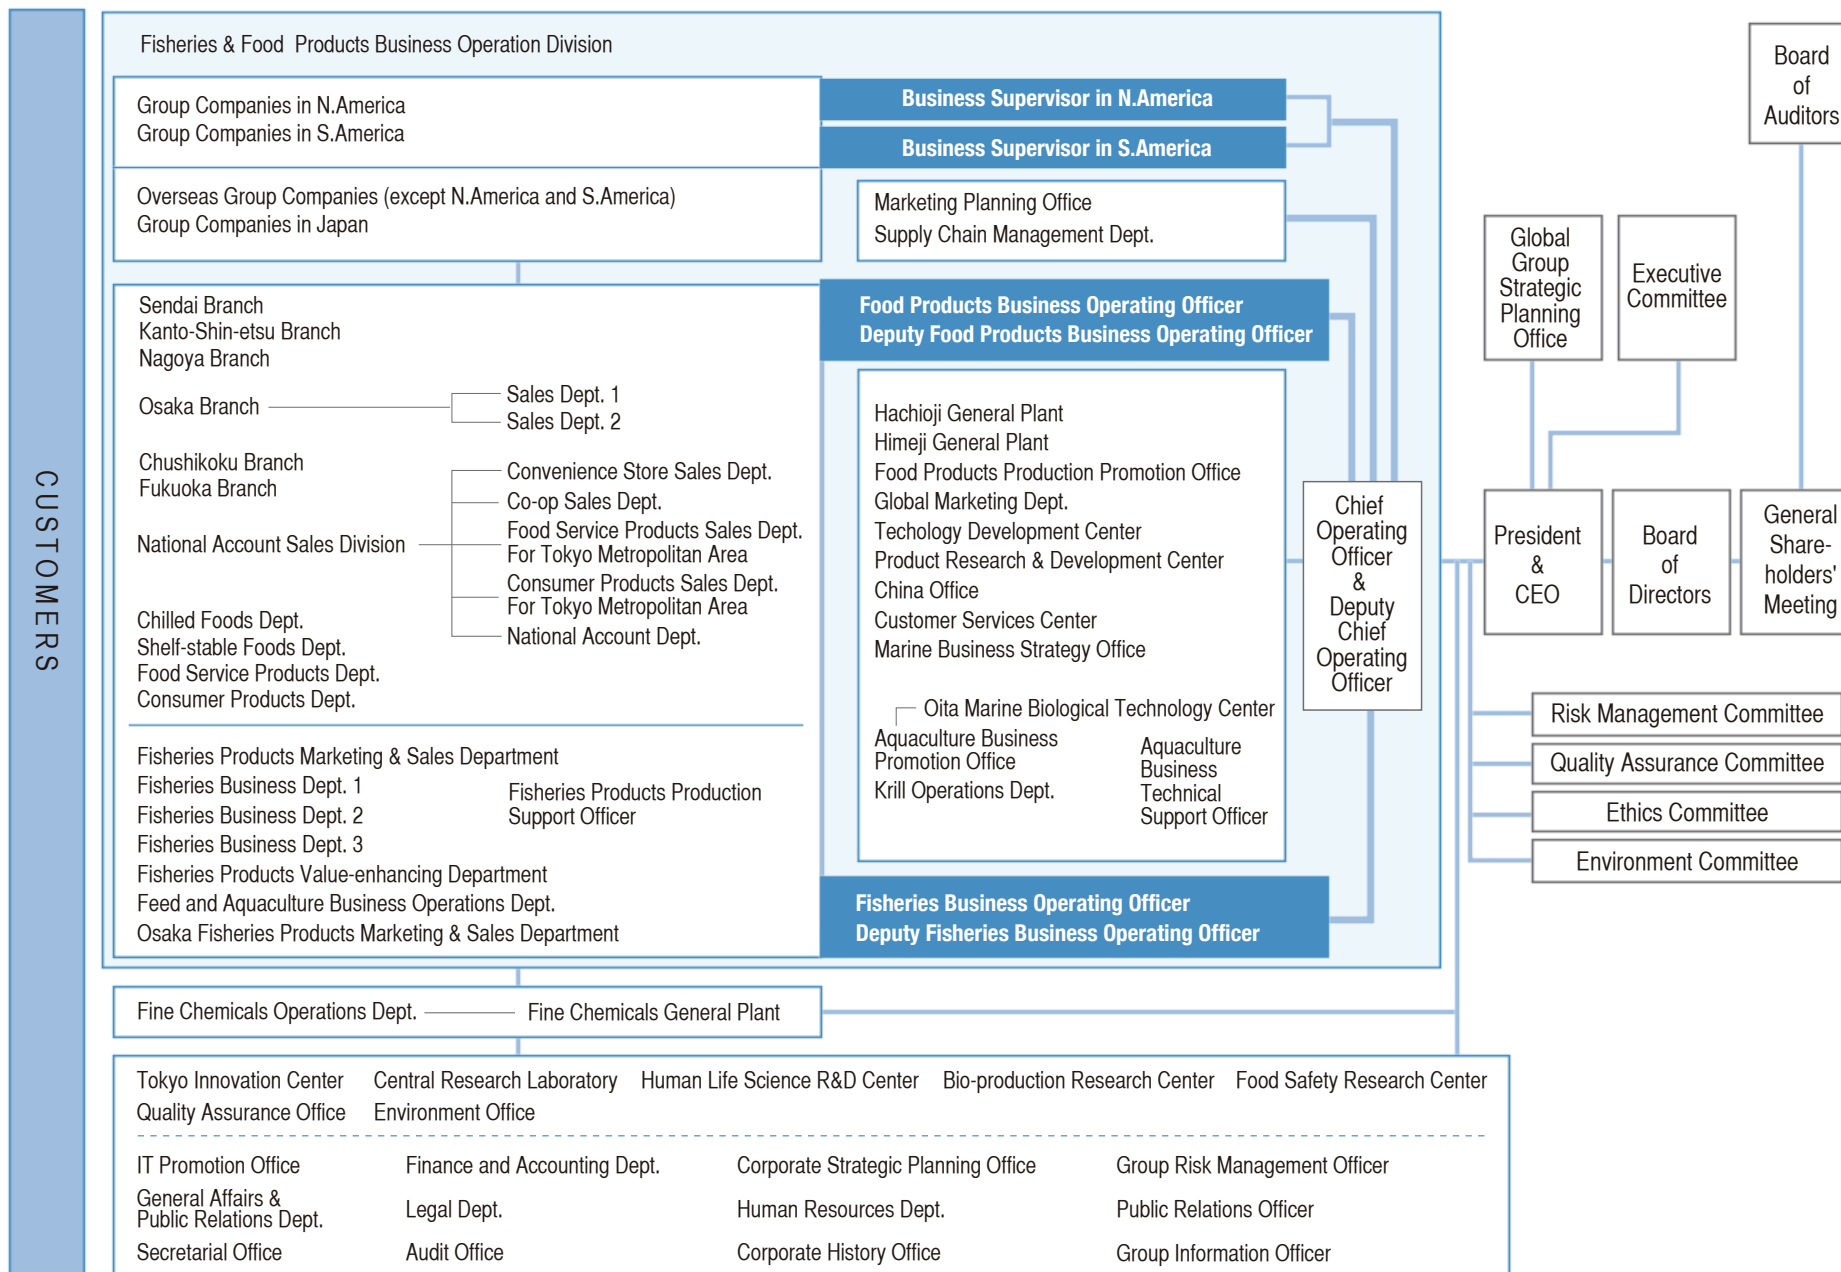 CUSTOMERS
Fisheries & Food Products Business Operation Division
Group Companies in N.America
Group Companies in S.America
Business Supervisor in N.America
Business Supervisor in S.America
Overseas Group Companies (except N.America and S.America)
Group Companies in Japan
Marketing Planning Office
Supply Chain Management Dept.
Sendai Branch
Kanto-Shin-etsu Branch
Nagoya Branch
Osaka Branch
Sales Dept. 1
Sales Dept. 2
Chushikoku Branch
Fukuoka Branch
National Account Sales Division
Convenience Store Sales Dept.
Co-op Sales Dept.
Food Service Products Sales Dept.
For Tokyo Metropolitan Area
Consumer Products Sales Dept.
For Tokyo Metropolitan Area
National Account Dept.
Chilled Foods Dept.
Shelf-stable Foods Dept.
Food Service Products Dept.
Consumer Products Dept.
Fisheries Products Marketing & Sales Department
Fisheries Business Dept. 1
Fisheries Business Dept. 2
Fisheries Business Dept. 3
Fisheries Products Production
Support Officer
Fisheries Products Value-enhancing Department
Feed and Aquaculture Business Operations Dept.
Osaka Fisheries Products Marketing & Sales Department
Food Products Business Operating Officer
Deputy Food Products Business Operating Officer
Hachioji General Plant
Himeji General Plant
Food Products Production Promotion Office
Global Marketing Dept.
Techology Development Center
Product Research & Development Center
China Office
Customer Services Center
Marine Business Strategy Office
Oita Marine Biological Technology Center
Aquaculture Business
Promotion Office
Krill Operations Dept.
Aquaculture
Business
Technical
Support Officer
Fisheries Business Operating Officer
Deputy Fisheries Business Operating Officer
Chief
Operating
Officer
&
Deputy
Chief
Operating
Officer
Board
of
Auditors
Global
Group
Strategic
Planning
Office
Executive
Committee
President
&
CEO
Board
of
Directors
General
Share-
holders'
Meeting
Risk Management Committee
Quality Assurance Committee
Ethics Committee
Environment Committee
Fine Chemicals Operations Dept.
Fine Chemicals General Plant
Tokyo Innovation Center
Central Research Laboratory
Human Life Science R&D Center
Bio-production Research Center
Food Safety Research Center
Quality Assurance Office
Environment Office
IT Promotion Office
Finance and Accounting Dept.
Corporate Strategic Planning Office
Group Risk Management Officer
General Affairs &
Public Relations Dept.
Legal Dept.
Human Resources Dept.
Public Relations Officer
Secretarial Office
Audit Office
Corporate History Office
Group Information Officer